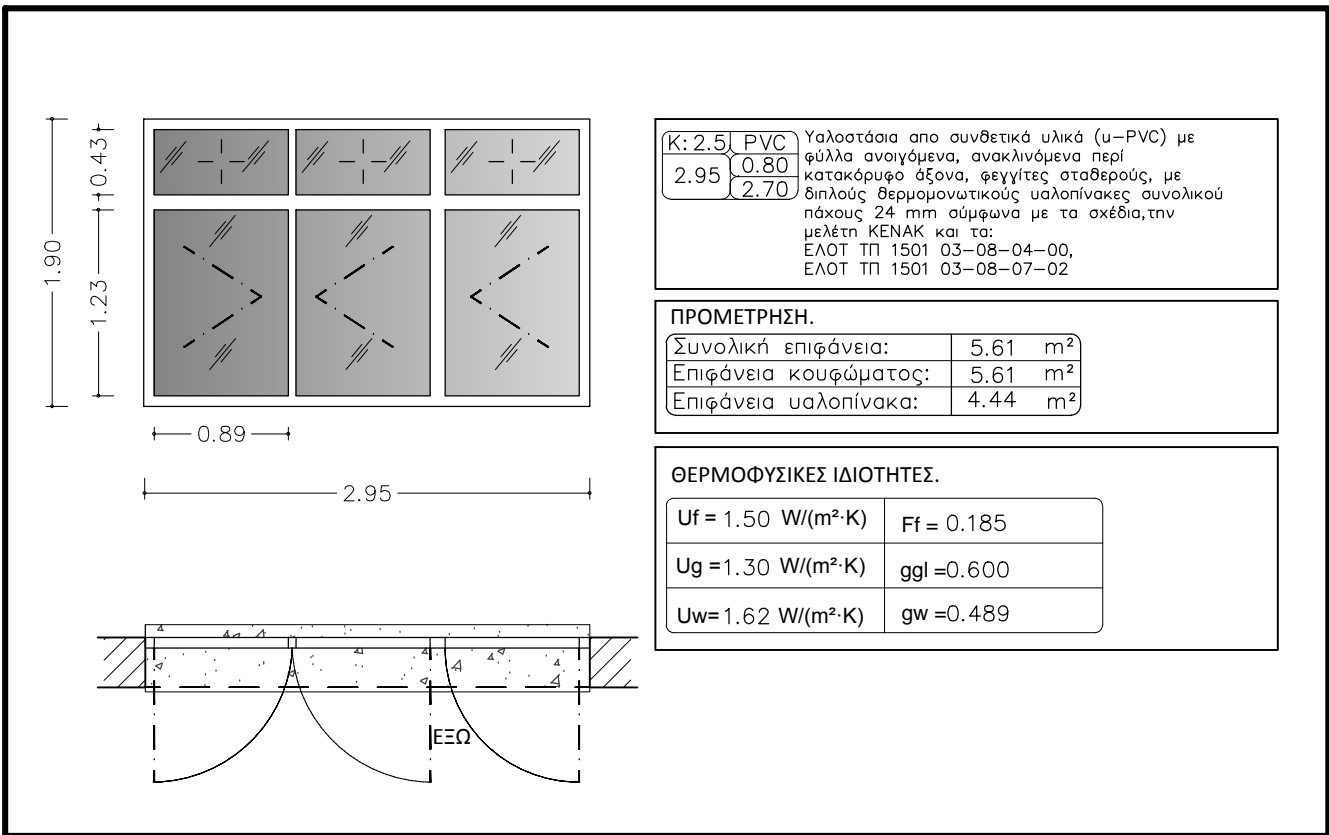 1.90
0.43
1.23
0.89
2.95
ΕΞΩ
K: 2.5 PVC
2.95 0.80
2.70
Υαλοστάσια απο συνθετικά υλικά (u-PVC) με
φύλλα ανοιγόμενα, ανακλινόμενα περί
κατακόρυφο άξονα, φεγγίτες σταθερούς, με
διπλούς θερμομονωτικούς υαλοπίνακες συνολικού
πάχους 24 mm σύμφωνα με τα σχέδια,την
μελέτη ΚΕΝΑΚ και τα:
ΕΛΟΤ ΤΠ 1501 03-08-04-00,
ΕΛΟΤ ΤΠ 1501 03-08-07-02
ΠΡΟΜΕΤΡΗΣΗ.
Συνολική επιφάνεια: 5.61 m²
Επιφάνεια κουφώματος: 5.61 m²
Επιφάνεια υαλοπίνακα: 4.44 m²
ΘΕΡΜΟΦΥΣΙΚΕΣ ΙΔΙΟΤΗΤΕΣ.
Uf = 1.50 W/(m²·K) Ff = 0.185
Ug =1.30 W/(m²·K) ggl =0.600
Uw= 1.62 W/(m²·K) gw =0.489